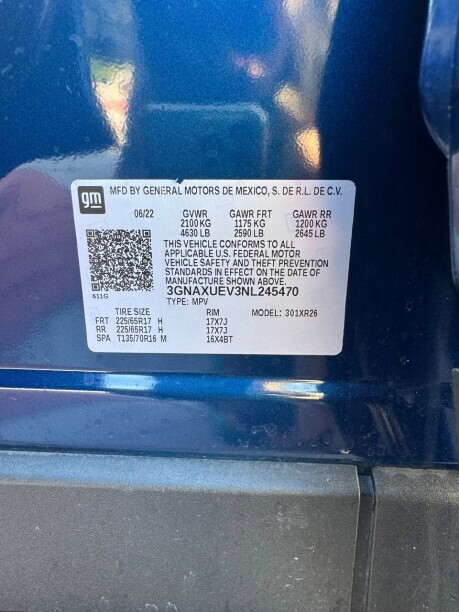 gm
MFD BY GENERAL MOTORS DE MEXICO, S. DE R.L. DE C.V.
06/22 GVWR GAWR FRT GAWR RR
2100 KG 1175 KG 1200 KG
4630 LB 2590 LB 2645 LB
THIS VEHICLE CONFORMS TO ALL
APPLICABLE U.S. FEDERAL MOTOR
VEHICLE SAFETY AND THEFT PREVENTION
STANDARDS IN EFFECT ON THE DATE OF
MANUFACTURE SHOWN ABOVE.
611G 3GNAXUEV3NL245470
TYPE: MPV
TIRE SIZE RIM MODEL: 301XR26
FRT 225/65R17 H 17X7J
RR 225/65R17 H 17X7J
SPA T135/70R16 M 16X4BT